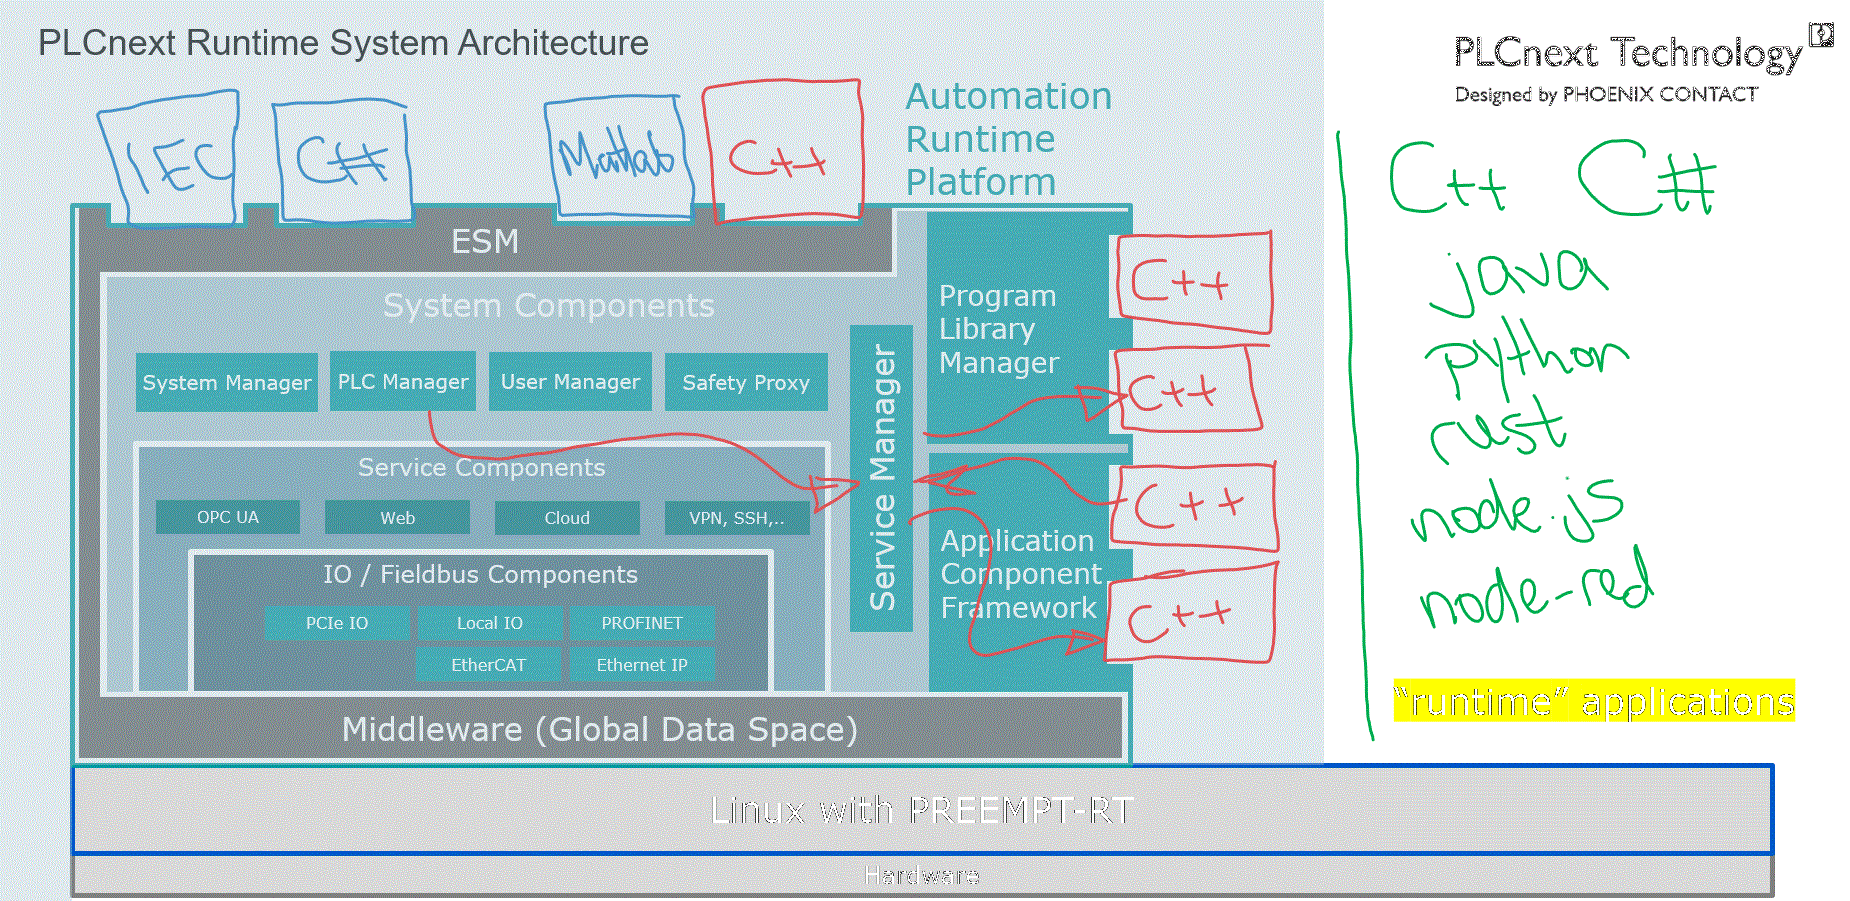 PLCnext Runtime System Architecture
PLCnext Technology
Designed by PHOENIX CONTACT
IEC
C#
Matlab
C++
Automation
Runtime
Platform
C++ C#
java
python
rust
node.js
node-red
"runtime" applications
ESM
System Components
System Manager
PLC Manager
User Manager
Safety Proxy
Service Manager
Program
Library
Manager
C++
C++
Service Components
OPC UA
Web
Cloud
VPN, SSH,..
Application
Component
Framework
C++
C++
IO / Fieldbus Components
PCIe IO
Local IO
PROFINET
EtherCAT
Ethernet IP
Middleware (Global Data Space)
Linux with PREEMPT-RT
Hardware